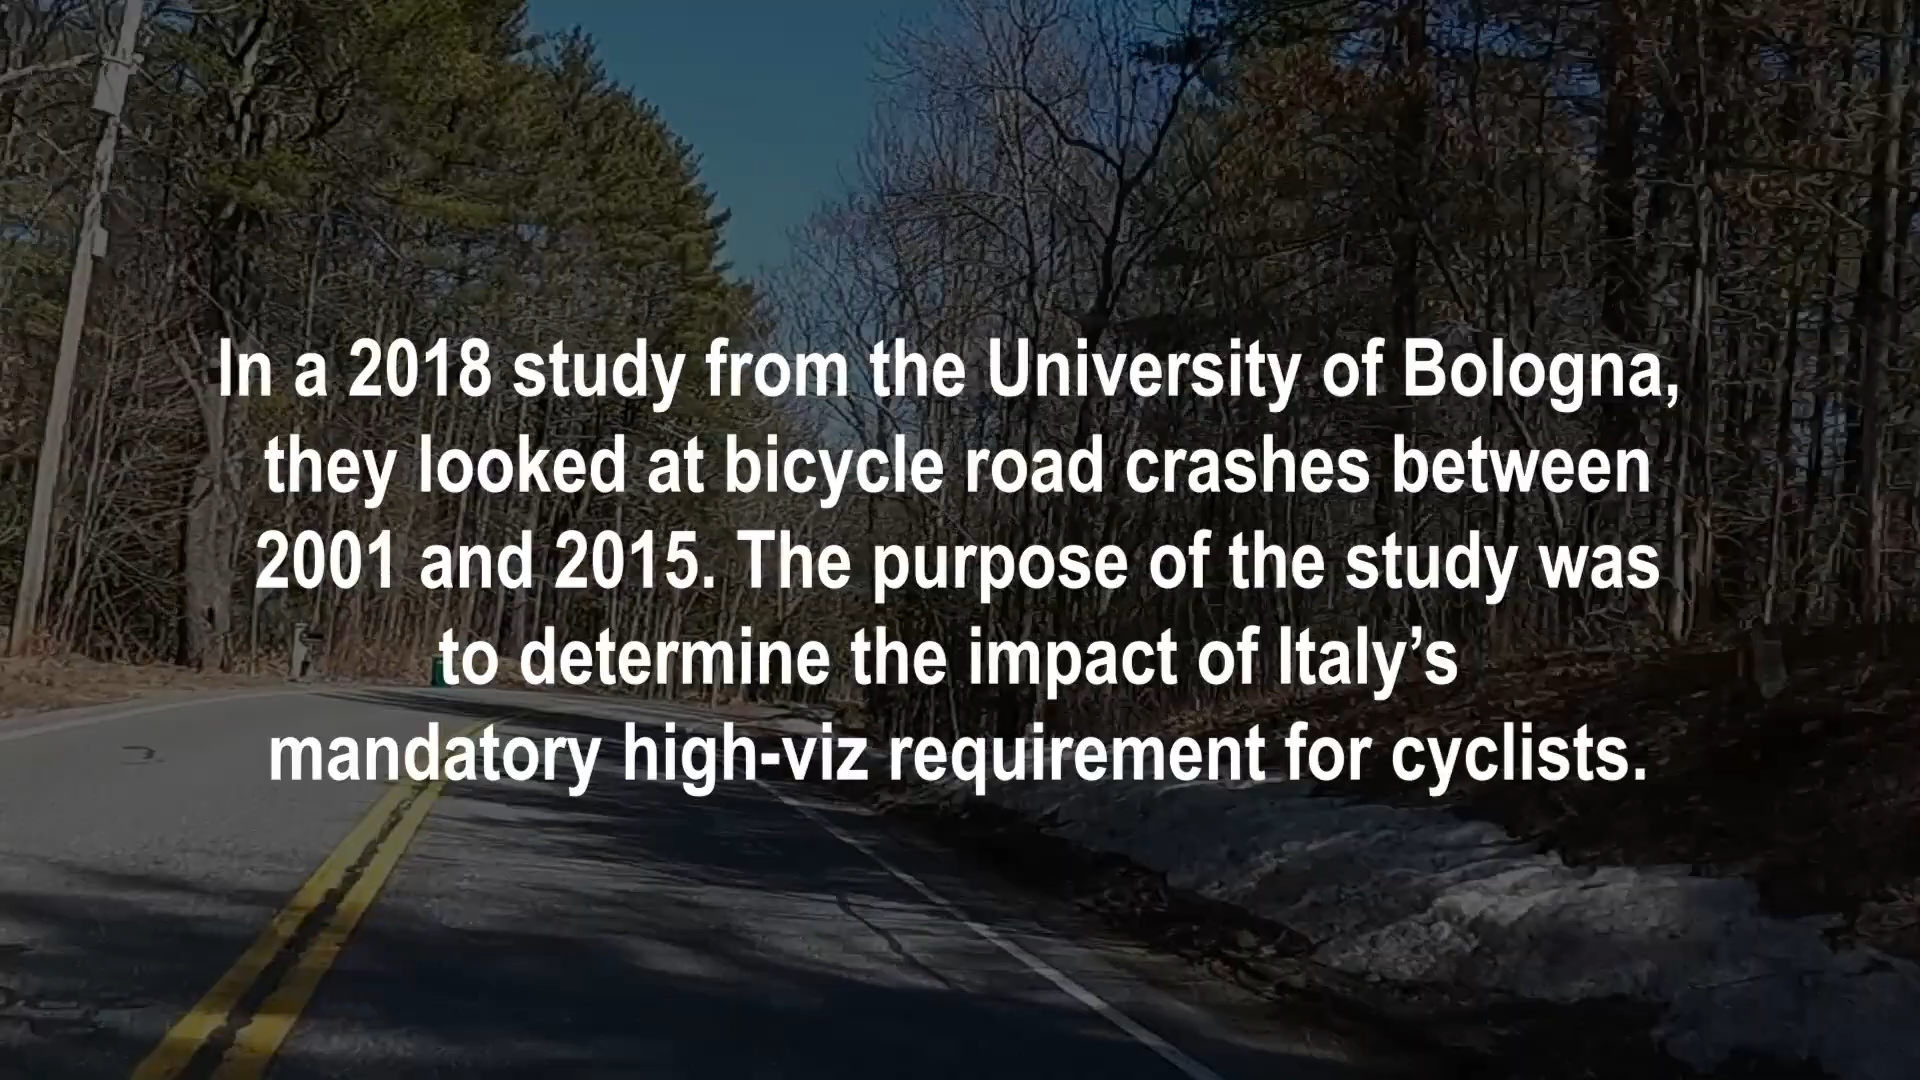 In a 2018 study from the University of Bologna,
they looked at bicycle road crashes between
2001 and 2015. The purpose of the study was
to determine the impact of Italy’s
mandatory high-viz requirement for cyclists.